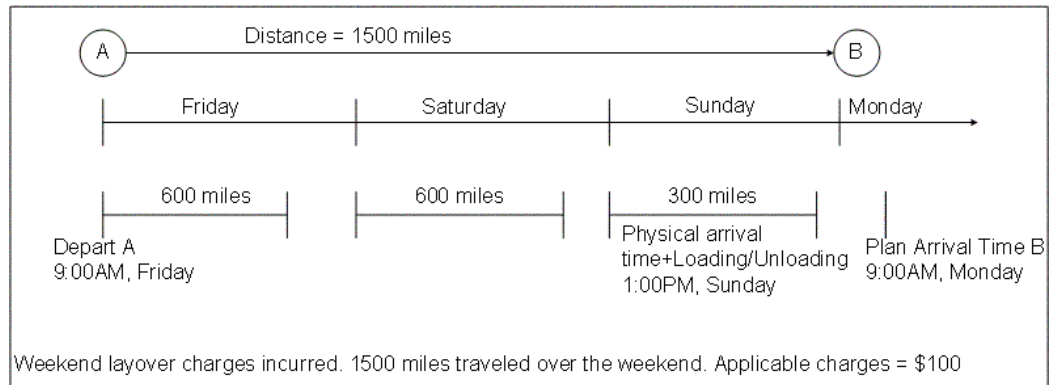 A
Distance = 1500 miles
B
Friday
Saturday
Sunday
Monday
600 miles
600 miles
300 miles
Depart A
9:00AM, Friday
Physical arrival
time+Loading/Unloading
1:00PM, Sunday
Plan Arrival Time B
9:00AM, Monday
Weekend layover charges incurred. 1500 miles traveled over the weekend. Applicable charges = $100